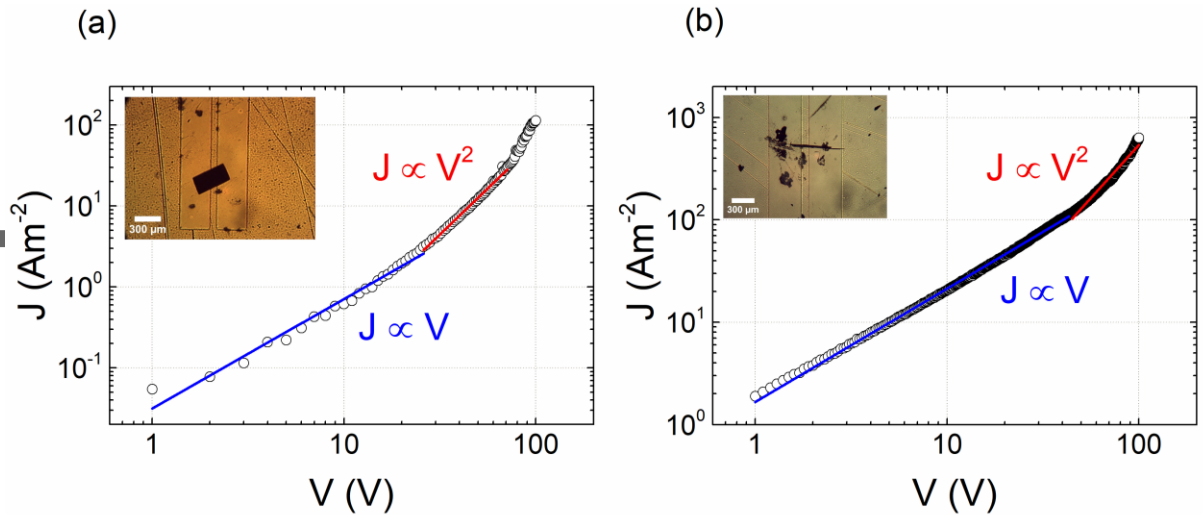 (a)
(b)
J (Am⁻²)
10²
10¹
10⁰
10⁻¹
1
10
100
V (V)
J ∝ V²
J ∝ V
300 μm
J (Am⁻²)
10³
10²
10¹
10⁰
1
10
100
V (V)
J ∝ V²
J ∝ V
300 μm